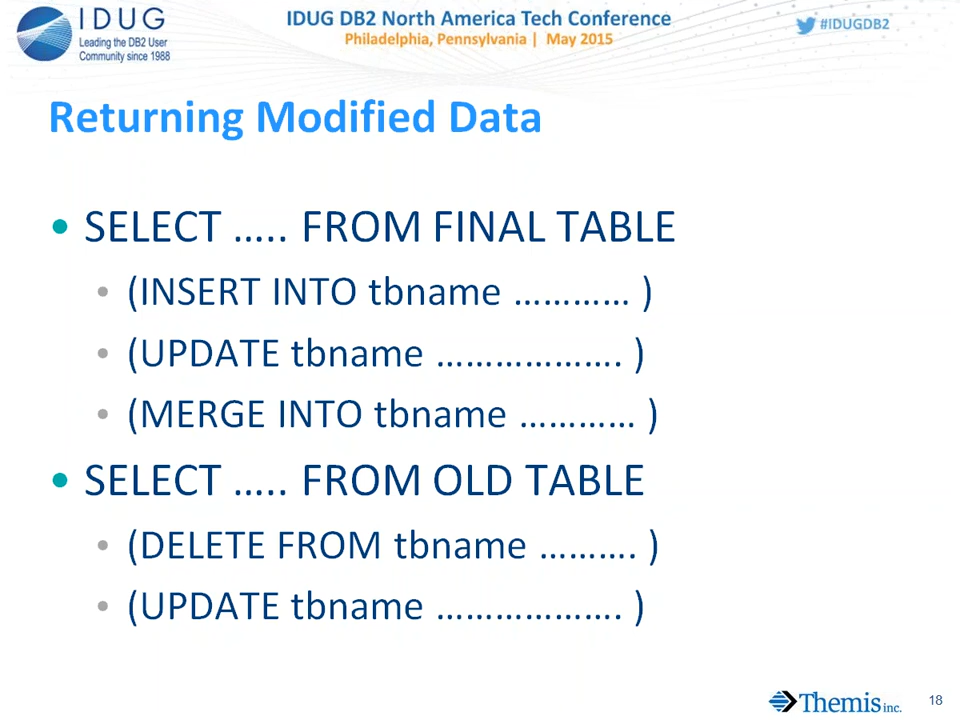 IDUG
Leading the DB2 User
Community since 1988
IDUG DB2 North America Tech Conference
Philadelphia, Pennsylvania | May 2015
#IDUGDB2
Returning Modified Data
• SELECT ….. FROM FINAL TABLE
• (INSERT INTO tbname ………… )
• (UPDATE tbname ………………. )
• (MERGE INTO tbname ………… )
• SELECT ….. FROM OLD TABLE
• (DELETE FROM tbname ………. )
• (UPDATE tbname ………………. )
Themis inc.
18